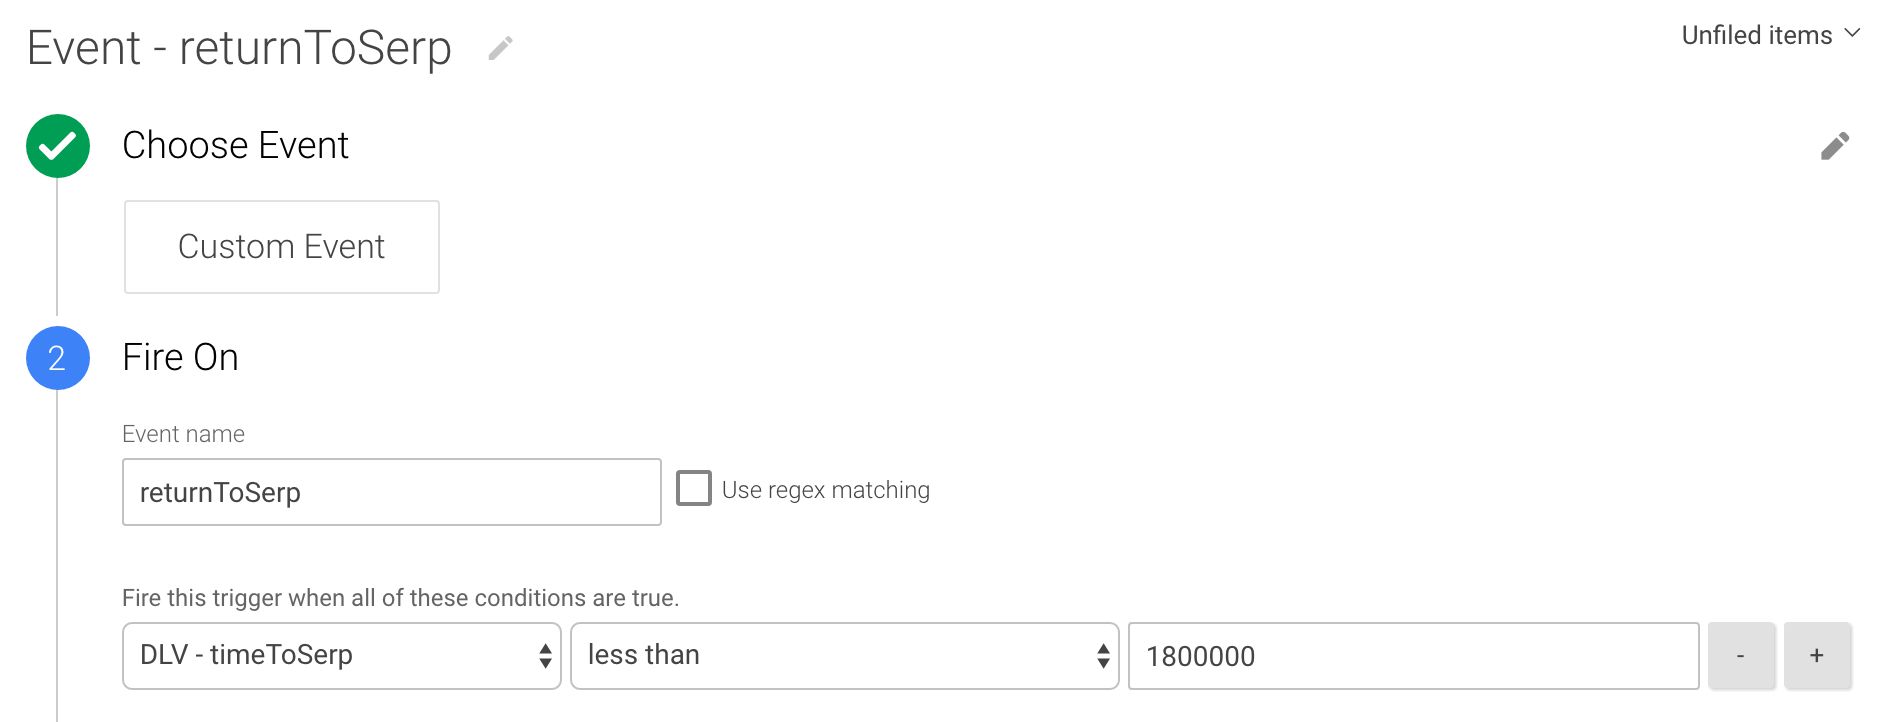 Event - returnToSerp
Unfiled items
Choose Event
Custom Event
2
Fire On
Event name
returnToSerp
Use regex matching
Fire this trigger when all of these conditions are true.
DLV - timeToSerp
less than
1800000
-
+